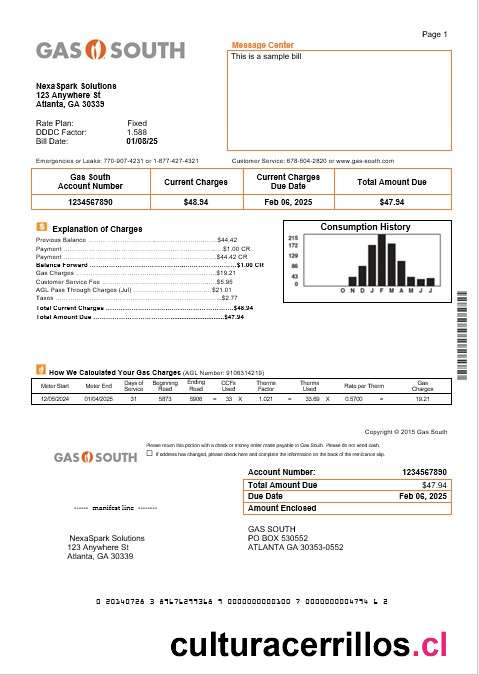 Page 1
GAS SOUTH
Message Center
This is a sample bill
NexaSpark Solutions
123 Anywhere St
Atlanta, GA 30339
Rate Plan: Fixed
DDDC Factor: 1.588
Bill Date: 01/08/25
Emergencies or Leaks: 770-907-4231 or 1-877-427-4321 Customer Service: 678-604-2820 or www.gas-south.com
Gas South Account Number Current Charges Current Charges Due Date Total Amount Due
1234567890 $48.94 Feb 06, 2025 $47.94
Explanation of Charges
Previous Balance $44.42
Payment $1.00 CR
Payment $44.42 CR
Balance Forward $1.00 CR
Gas Charges $19.21
Customer Service Fee $5.95
AGL Pass Through Charges (Jul) $21.01
Taxes $2.77
Total Current Charges $48.94
Total Amount Due $47.94
Consumption History
215
172
129
86
43
0
O N D J F M A M J J
How We Calculated Your Gas Charges (AGL Number: 9106314219)
Meter Start Meter End Days of Service Beginning Read Ending Read CCFs Used Therms Factor Therms Used Rate per Therm Gas Charges
12/05/2024 01/04/2025 31 5873 5906 = 33 X 1.021 = 33.69 X 0.5700 = 19.21
Copyright © 2015 Gas South
GAS SOUTH
Please return this portion with a check or money order made payable to Gas South. Please do not send cash.
If address has changed, please check here and complete the information on the back of the remittance slip.
Account Number: 1234567890
Total Amount Due $47.94
Due Date Feb 06, 2025
Amount Enclosed
------ manifest line --------
NexaSpark Solutions
123 Anywhere St
Atlanta, GA 30339
GAS SOUTH
PO BOX 530552
ATLANTA GA 30353-0552
0 20140728 3 89676299368 9 0000000000100 7 0000000004794 6 2
culturacerrillos.cl